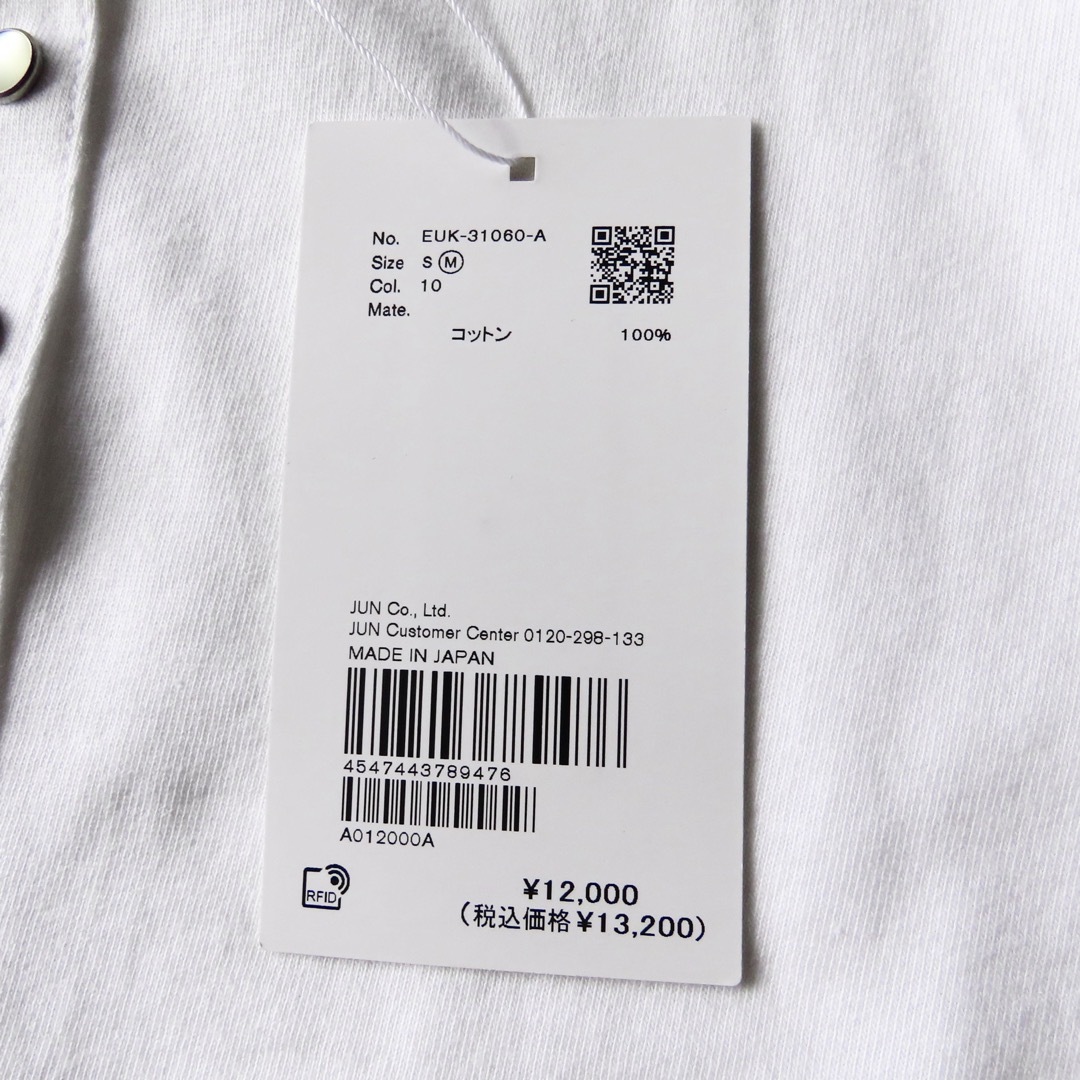 No. EUK-31060-A
Size S M
Col. 10
Mate.
コットン 100%
JUN Co., Ltd.
JUN Customer Center 0120-298-133
MADE IN JAPAN
4547443789476
A012000A
RFID
¥12,000
(税込価格¥13,200)